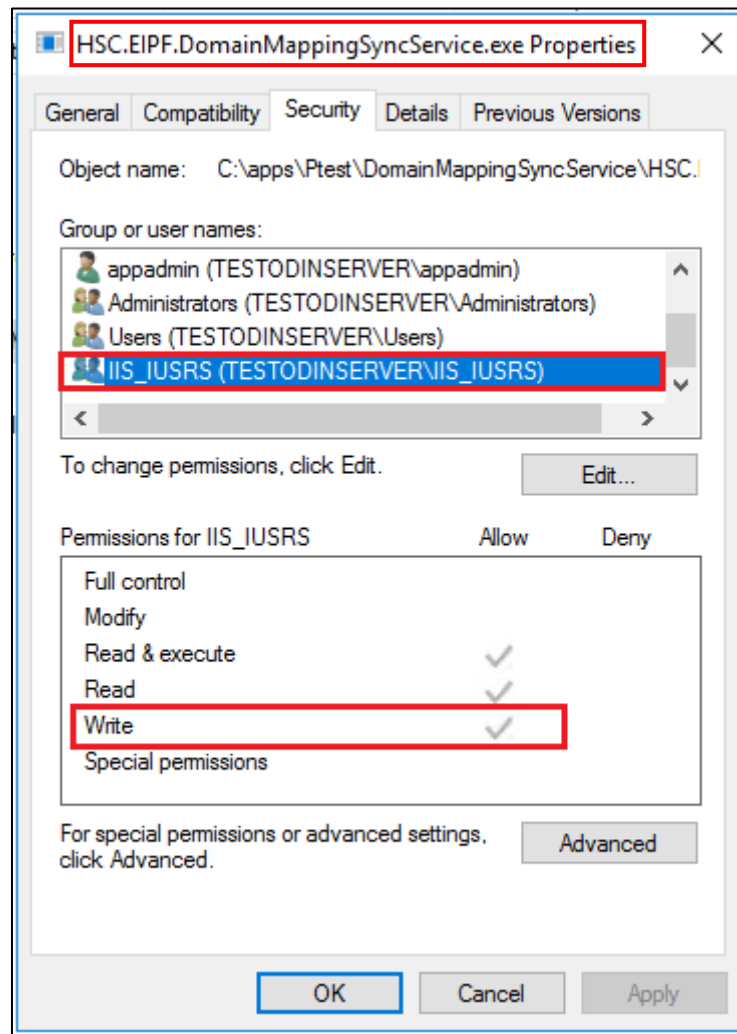 HSC.EIPF.DomainMappingSyncService.exe Properties
General Compatibility Security Details Previous Versions
Object name: C:\apps\Ptest\DomainMappingSyncService\HSC.
Group or user names:
appadmin (TESTODINSERVER\appadmin)
Administrators (TESTODINSERVER\Administrators)
Users (TESTODINSERVER\Users)
IIS_IUSRS (TESTODINSERVER\IIS_IUSRS)
To change permissions, click Edit.
Edit...
Permissions for IIS_IUSRS Allow Deny
Full control
Modify
Read & execute
Read
Write
Special permissions
For special permissions or advanced settings,
click Advanced.
Advanced
OK Cancel Apply